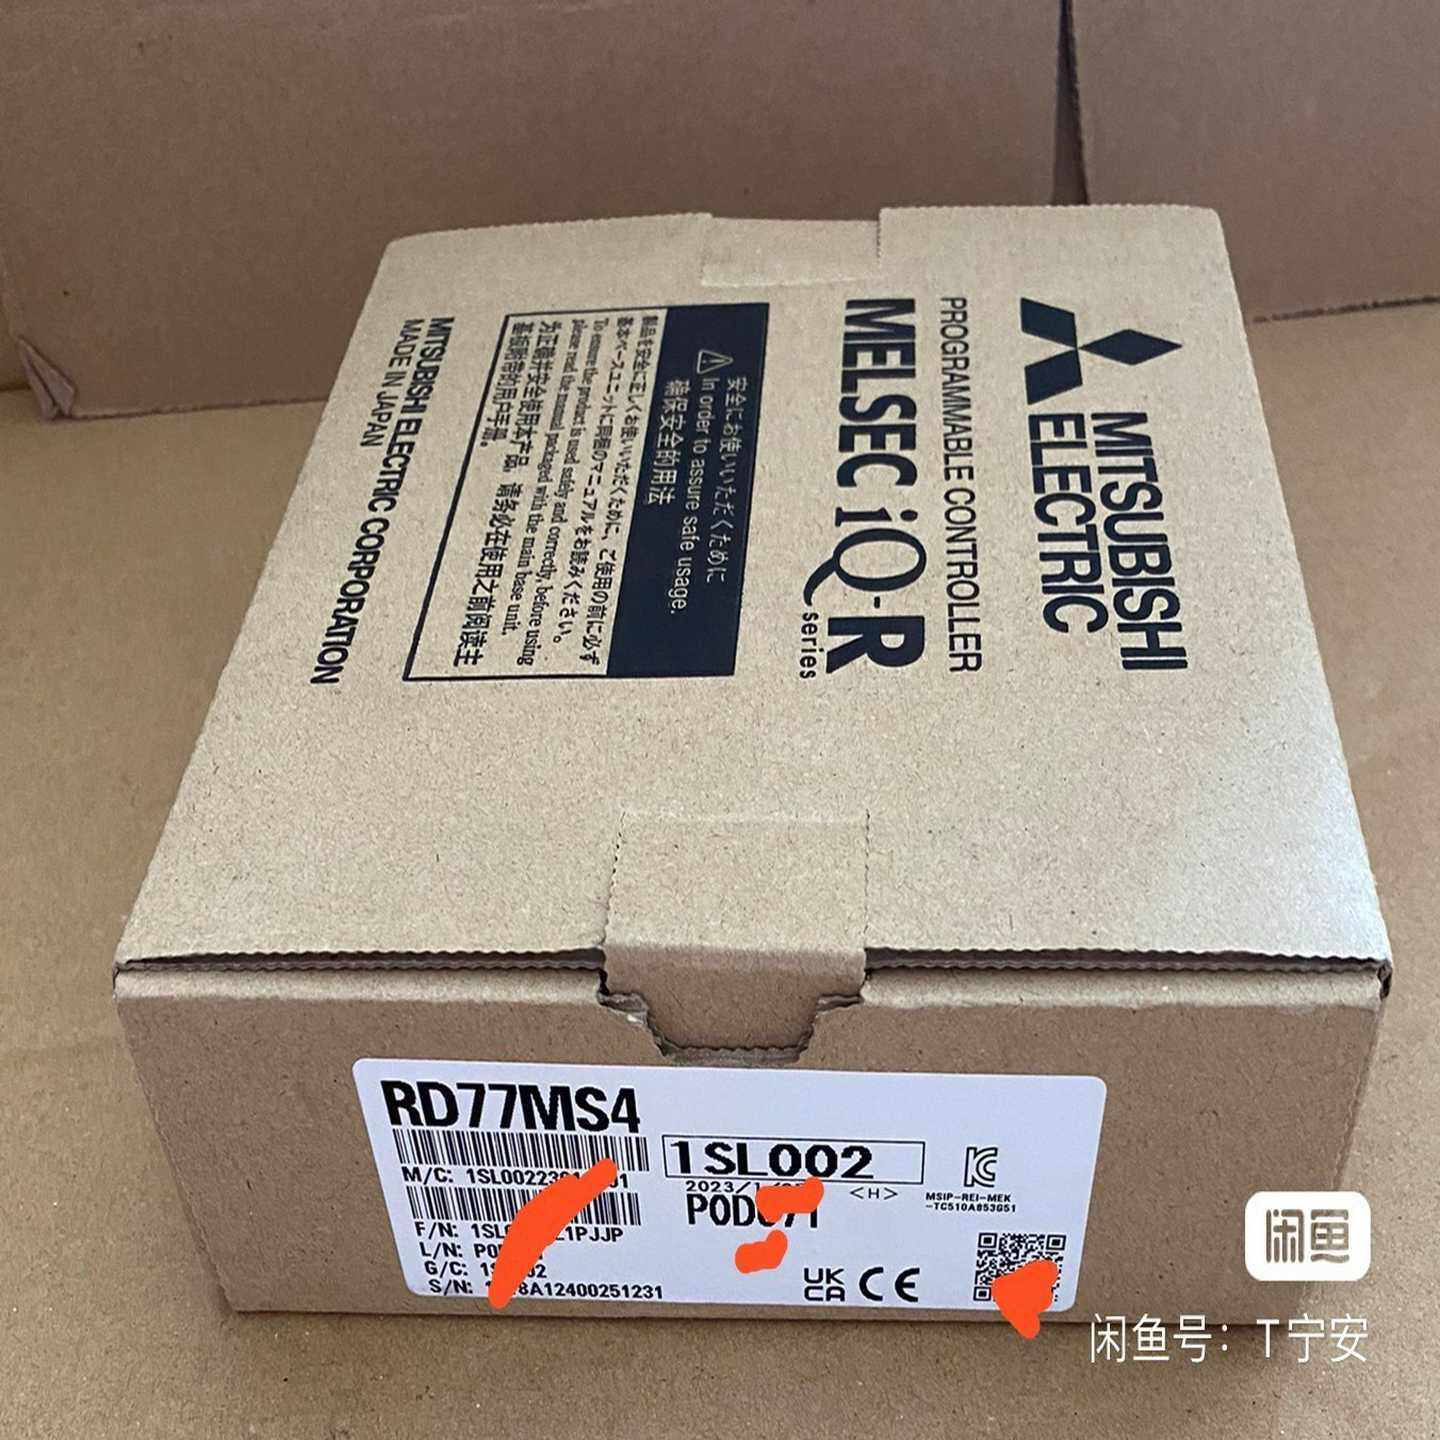 MITSUBISHI
ELECTRIC
PROGRAMMABLE CONTROLLER
MELSEC iQ-R
series
安全にお使いいただくために
In order to assure safe usage.
確保安全的用法
製品を安全に正しくお使いいただくために、ご使用の前に必ず
基本ベースユニットに同梱のマニュアルをお読みください。
To ensure the product is used safely and correctly, before using
please read the manual packaged with the main base unit.
为正确并安全使用本产品，请务必在使用之前阅读主
基板附带的用户手册。
MITSUBISHI ELECTRIC CORPORATION
MADE IN JAPAN
RD77MS4
1SL002
M/C:
2023/1
<H>
MSIP-REI-MEK
-TC510A853G51
F/N:
L/N:
G/C:
S/N:
UK
CA
CE
闲鱼
闲鱼号：T宁安